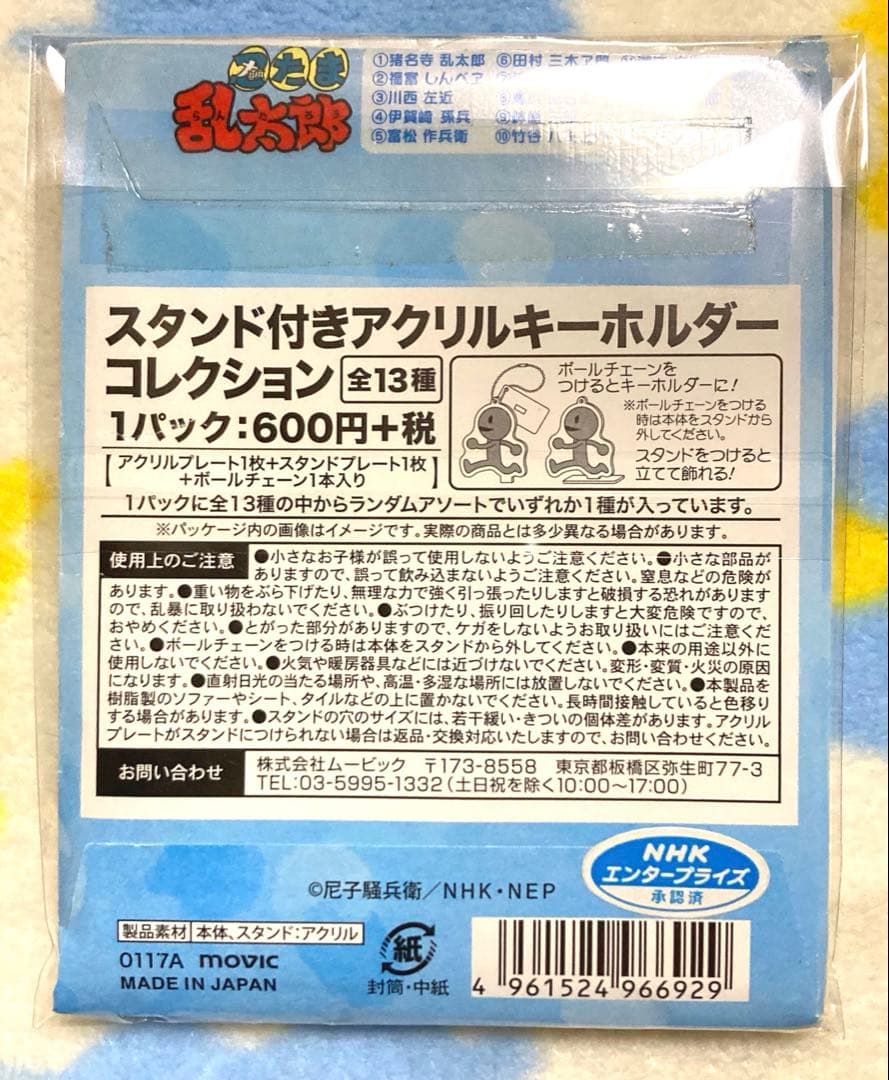 忍たま
乱太郎
①猪名寺 乱太郎
②福富 しんべヱ
③川西 左近
④伊賀崎 孫兵
⑤富松 作兵衛
⑥田村 三木ヱ門
⑩竹谷 八
スタンド付きアクリルキーホルダー
コレクション 全13種
1パック:600円+税
【アクリルプレート1枚+スタンドプレート1枚
+ボールチェーン1本入り】
ボールチェーンを
つけるとキーホルダーに!
※ボールチェーンをつける
時は本体をスタンドから
外してください。
スタンドをつけると
立てて飾れる!
1パックに全13種の中からランダムアソートでいずれか1種が入っています。
※パッケージ内の画像はイメージです。実際の商品とは多少異なる場合があります。
使用上のご注意 ●小さなお子様が誤って使用しないようご注意ください。●小さな部品が
ありますので、誤って飲み込まないようご注意ください。窒息などの危険が
あります。●重い物をぶら下げたり、無理な力で強く引っ張ったりしますと破損する恐れがあります
ので、乱暴に取り扱わないでください。●ぶつけたり、振り回したりしますと大変危険ですので、
おやめください。●とがった部分がありますので、ケガをしないようお取り扱いにはご注意くだ
さい。●ボールチェーンをつける時は本体をスタンドから外してください。●本来の用途以外に
使用しないでください。●火気や暖房器具などには近づけないでください。変形・変質・火災の原因
になります。●直射日光の当たる場所や、高温・多湿な場所には放置しないでください。●本製品を
樹脂製のソファーやシート、タイルなどの上に置かないでください。長時間接触していると色移り
する場合があります。●スタンドの穴のサイズには、若干緩い・きついの個体差があります。アクリル
プレートがスタンドにつけられない場合は返品・交換対応いたしますので、お問い合わせください。
お問い合わせ 株式会社ムービック 〒173-8558 東京都板橋区弥生町77-3
TEL:03-5995-1332(土日祝を除く10:00〜17:00)
NHK
エンタープライズ
承認済
©尼子騒兵衛/NHK・NEP
製品素材 本体、スタンド:アクリル
0117A movic
MADE IN JAPAN
紙
封筒・中紙
4 961524 966929